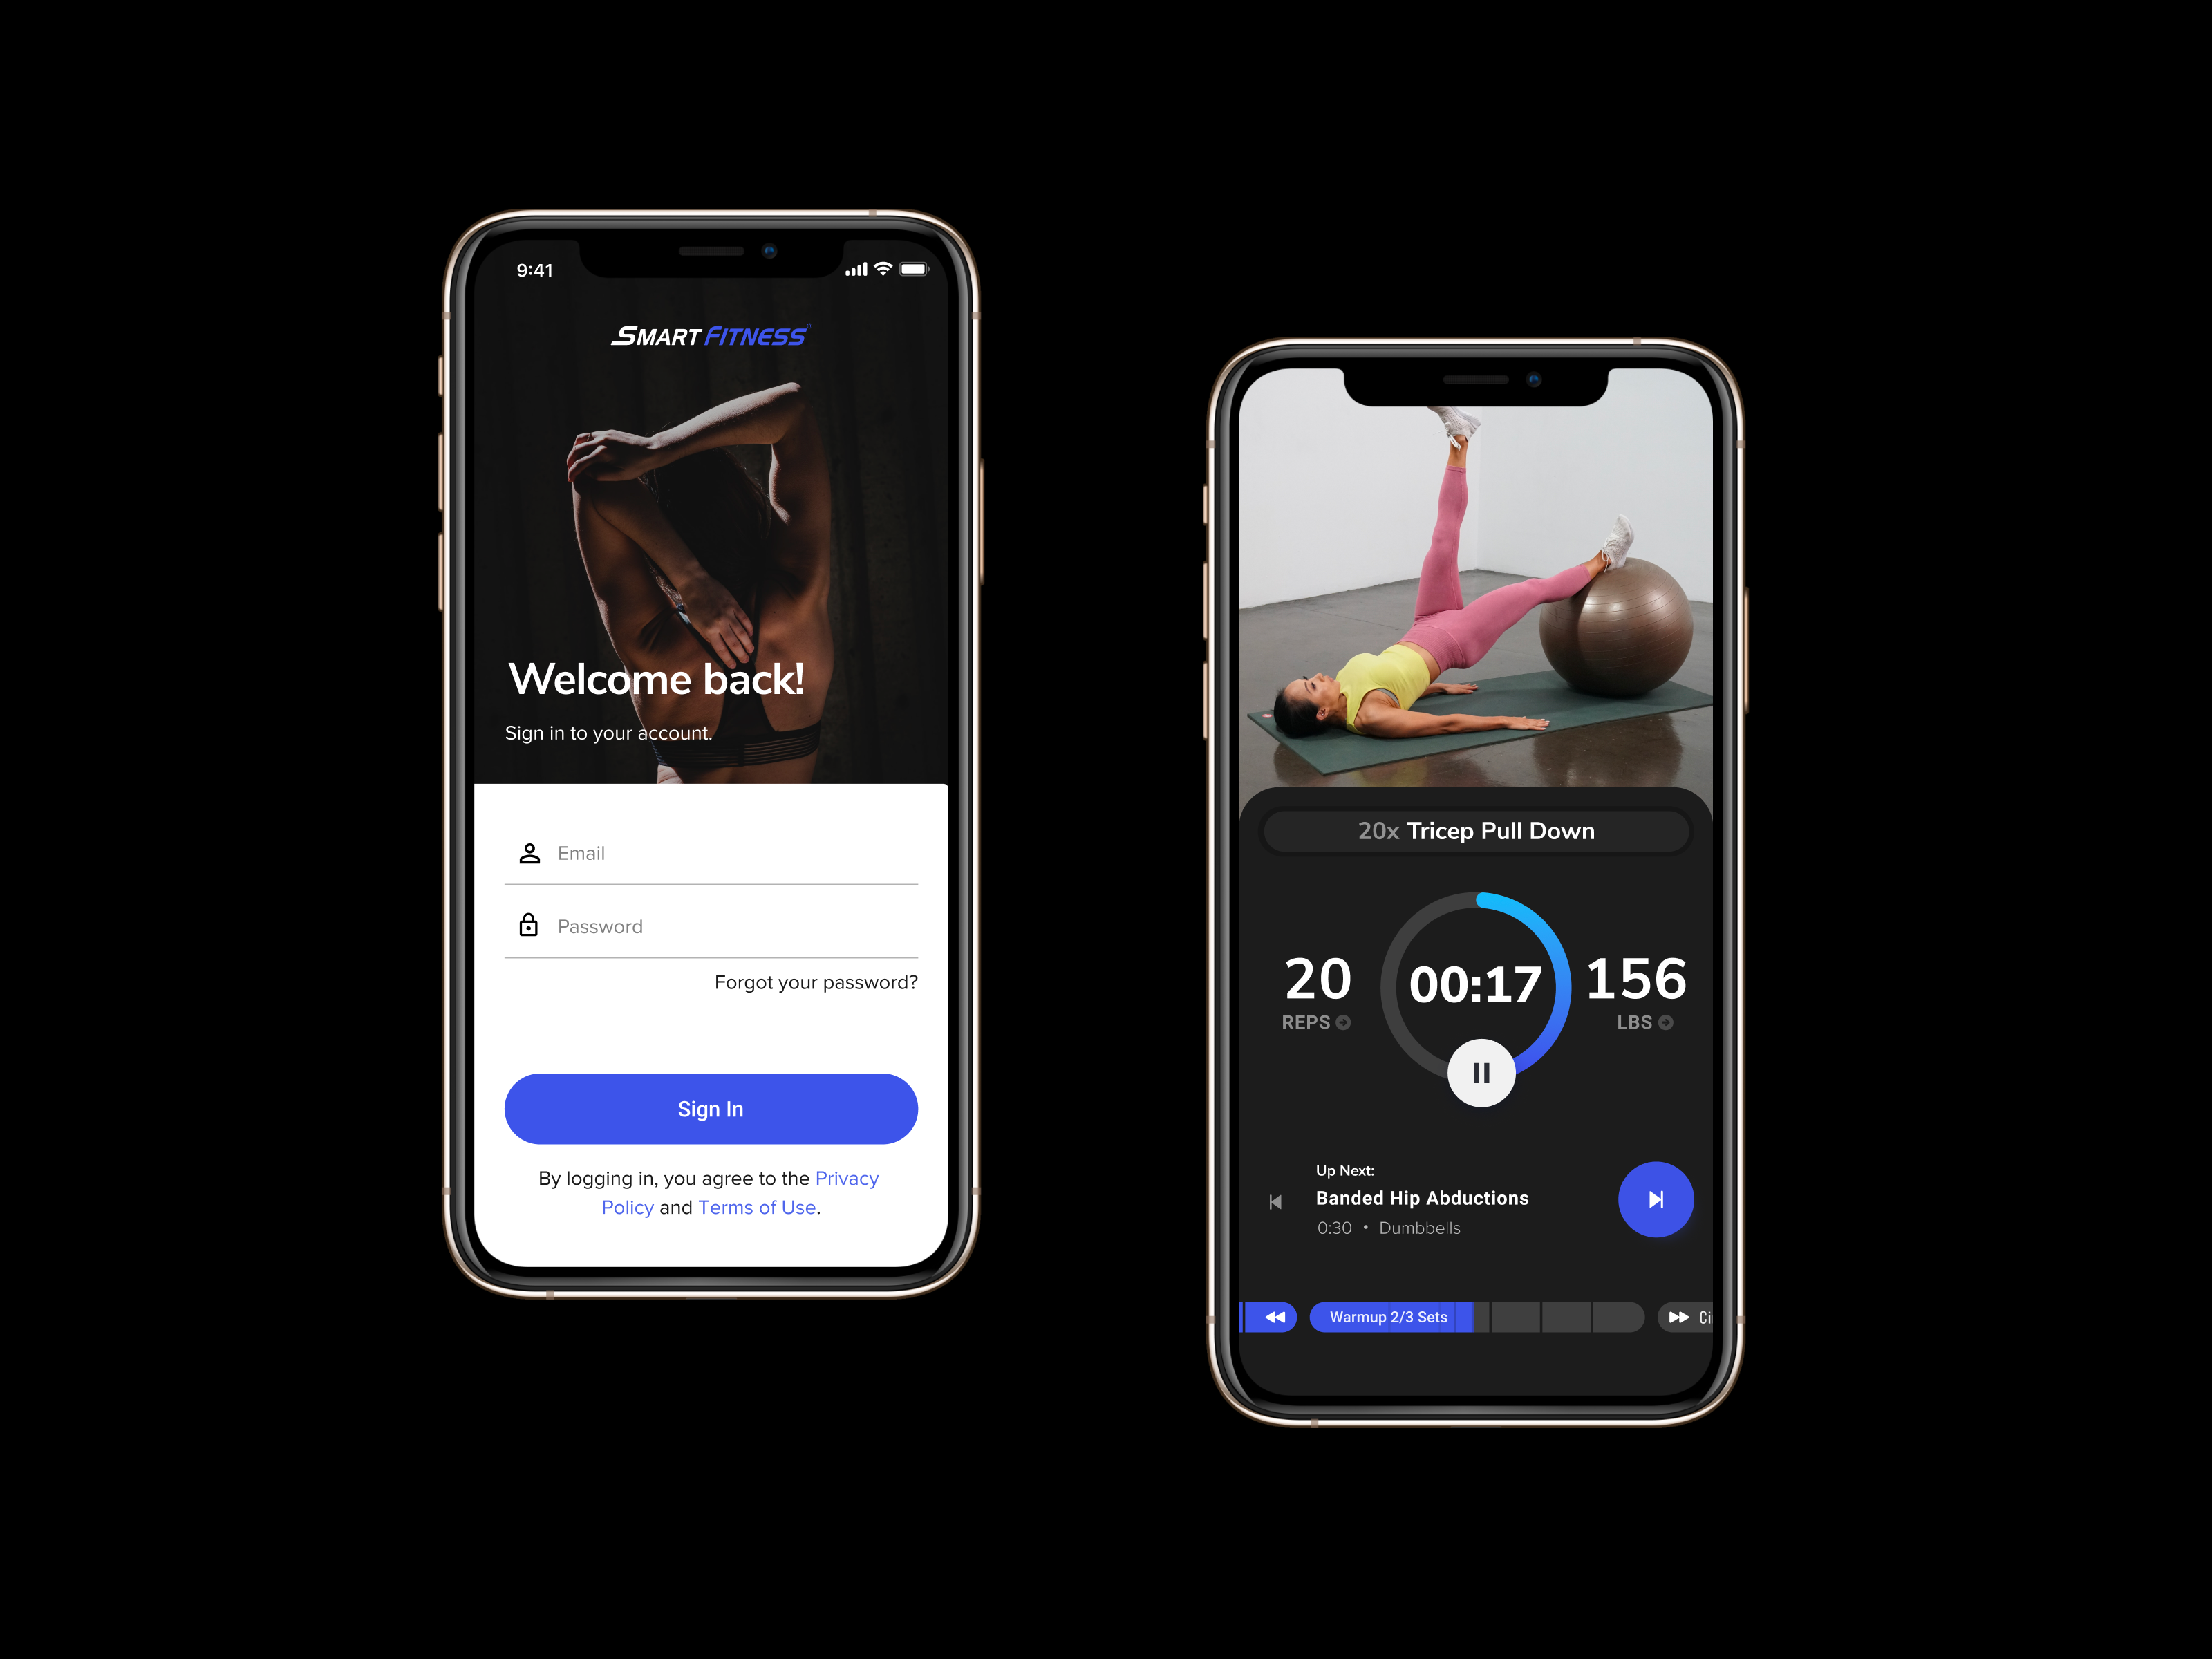 9:41
SMART FITNESS®
Welcome back!
Sign in to your account.
Email
Password
Forgot your password?
Sign In
By logging in, you agree to the Privacy
Policy and Terms of Use.
20x Tricep Pull Down
20
REPS
00:17
156
LBS
Up Next:
Banded Hip Abductions
0:30 • Dumbbells
Warmup 2/3 Sets
Ci